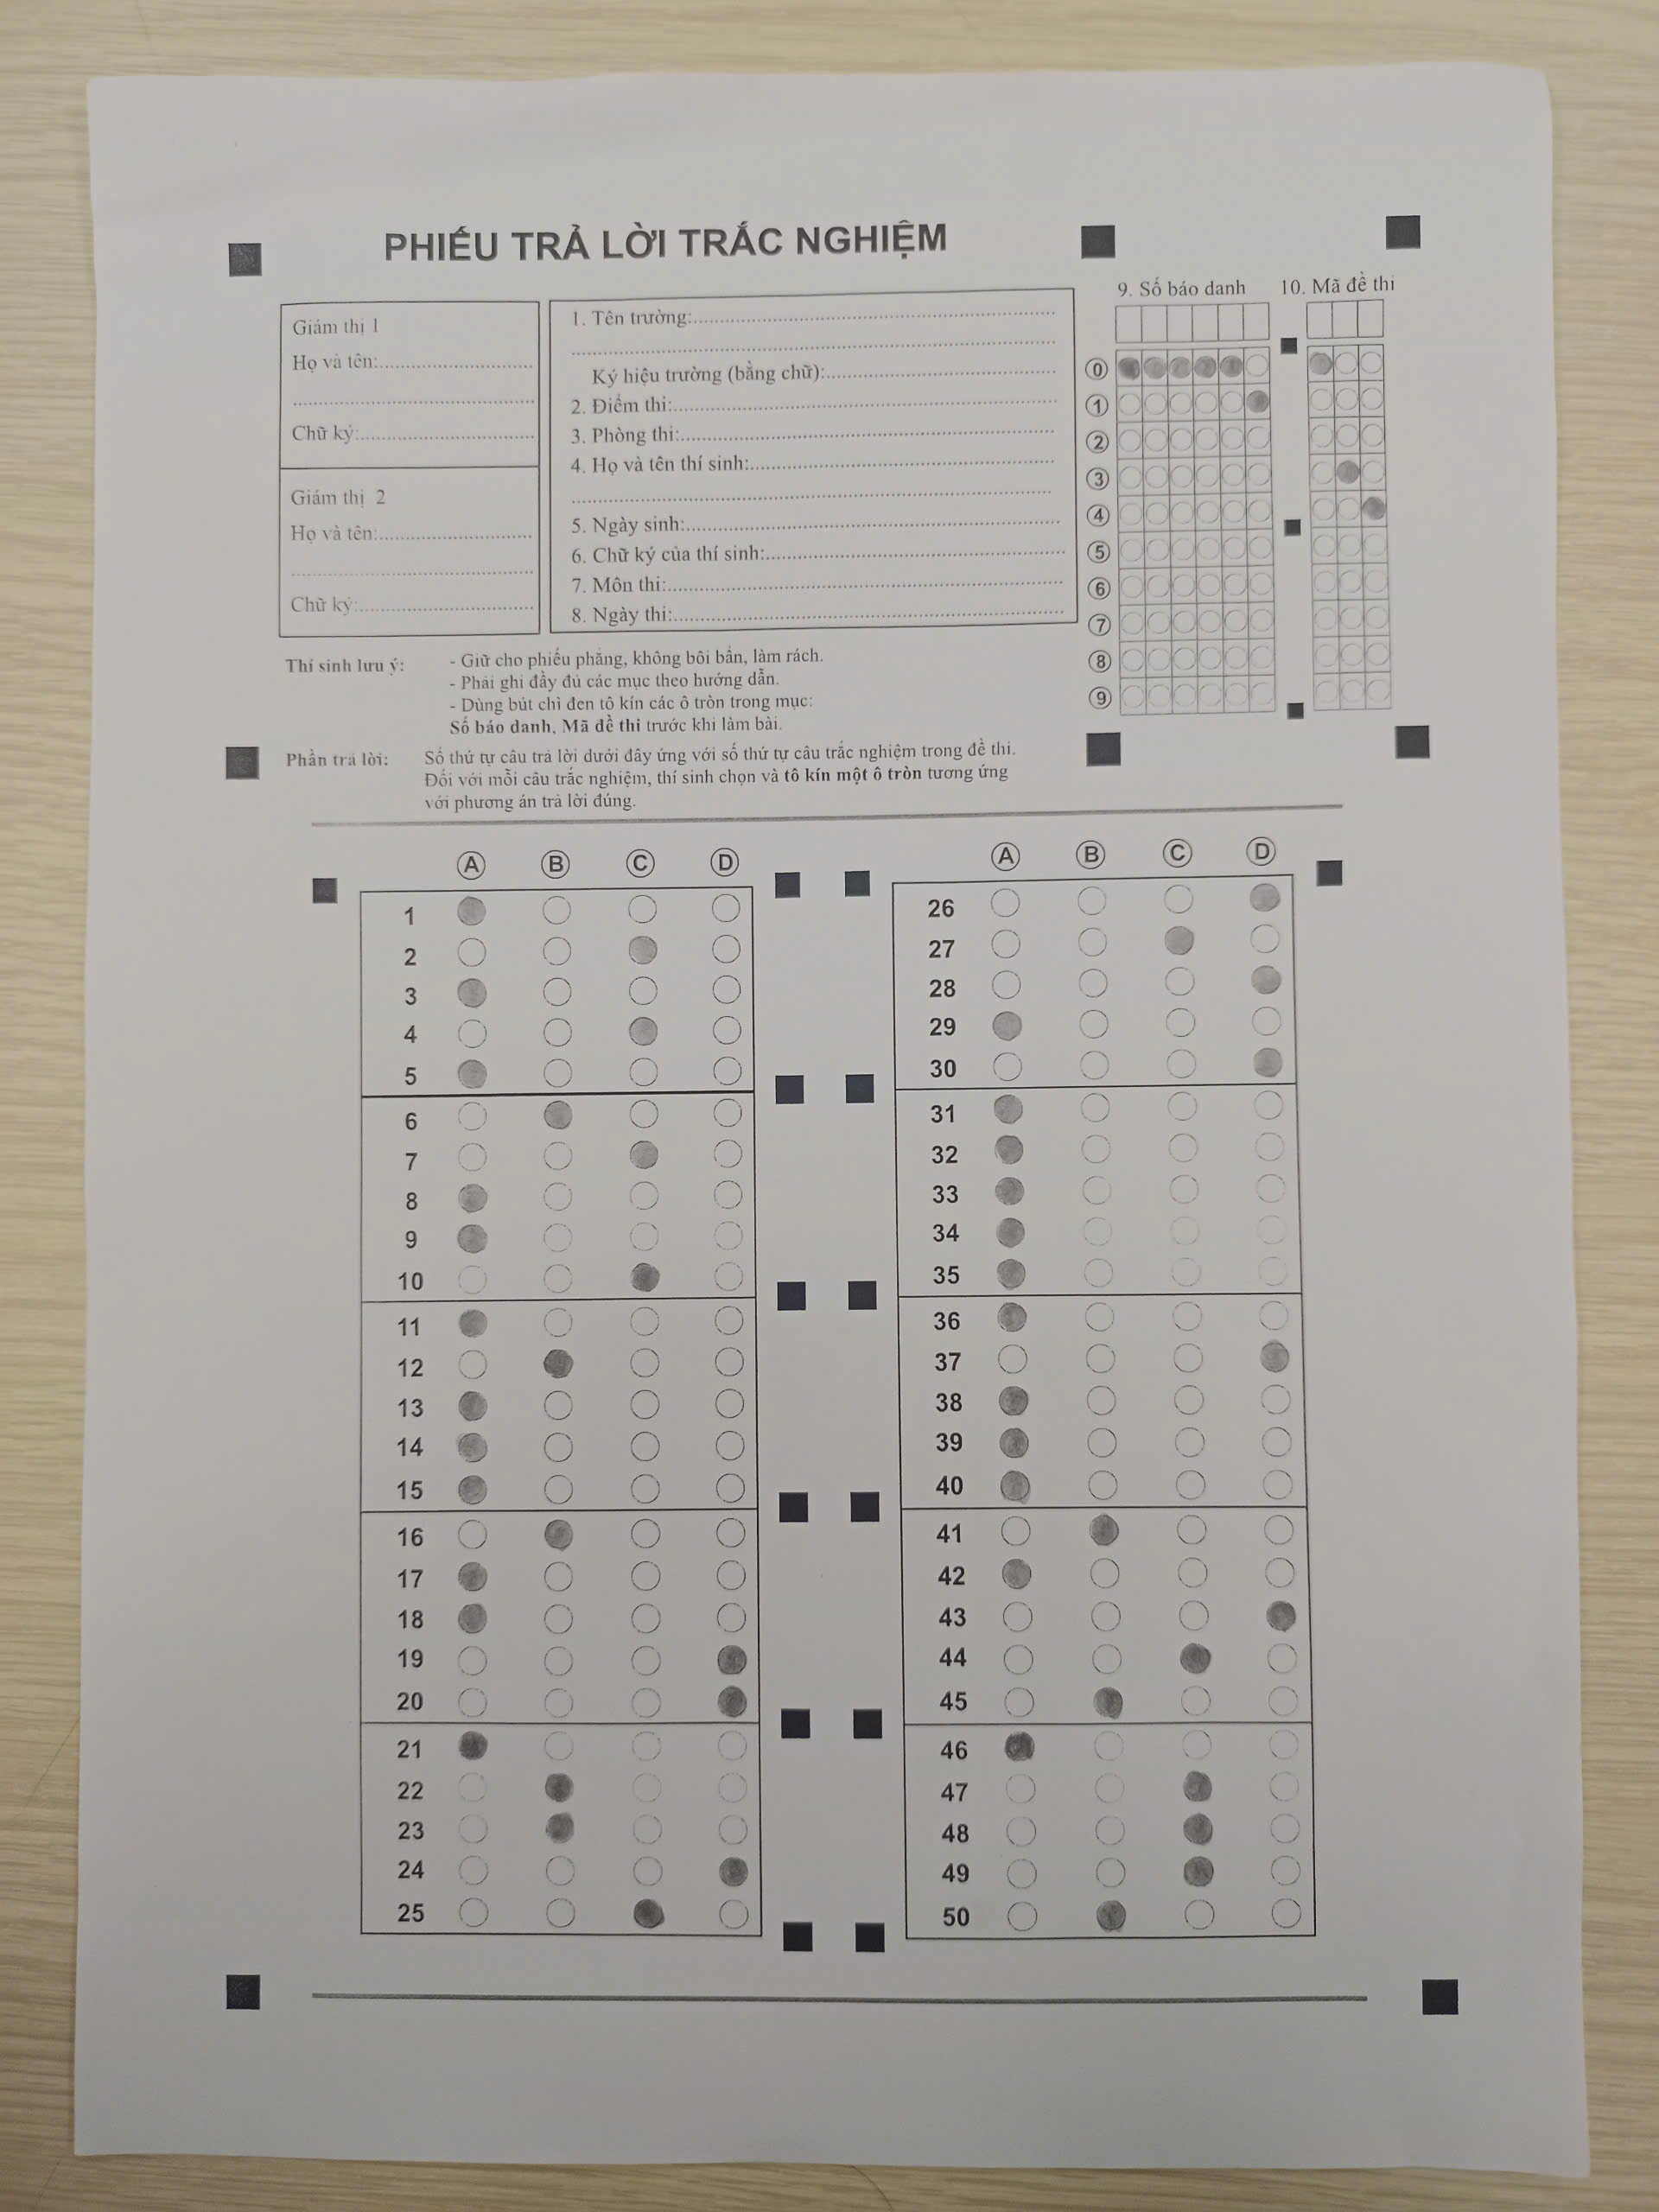 PHIẾU TRẢ LỜI TRẮC NGHIỆM
Giám thị 1
Họ và tên:
Chữ ký:
Giám thị 2
Họ và tên:
Chữ ký:
1. Tên trường:
Ký hiệu trường (bằng chữ):
2. Điểm thi:
3. Phòng thi:
4. Họ và tên thí sinh:
5. Ngày sinh:
6. Chữ ký của thí sinh:
7. Môn thi:
8. Ngày thi:
9. Số báo danh
10. Mã đề thi
0
1
2
3
4
5
6
7
8
9
Thí sinh lưu ý:
- Giữ cho phiếu phẳng, không bôi bẩn, làm rách.
- Phải ghi đầy đủ các mục theo hướng dẫn.
- Dùng bút chì đen tô kín các ô tròn trong mục:
Số báo danh, Mã đề thi trước khi làm bài.
Phần trả lời: Số thứ tự câu trả lời dưới đây ứng với số thứ tự câu trắc nghiệm trong đề thi.
Đối với mỗi câu trắc nghiệm, thí sinh chọn và tô kín một ô tròn tương ứng
với phương án trả lời đúng.
A B C D
1
2
3
4
5
6
7
8
9
10
11
12
13
14
15
16
17
18
19
20
21
22
23
24
25
A B C D
26
27
28
29
30
31
32
33
34
35
36
37
38
39
40
41
42
43
44
45
46
47
48
49
50